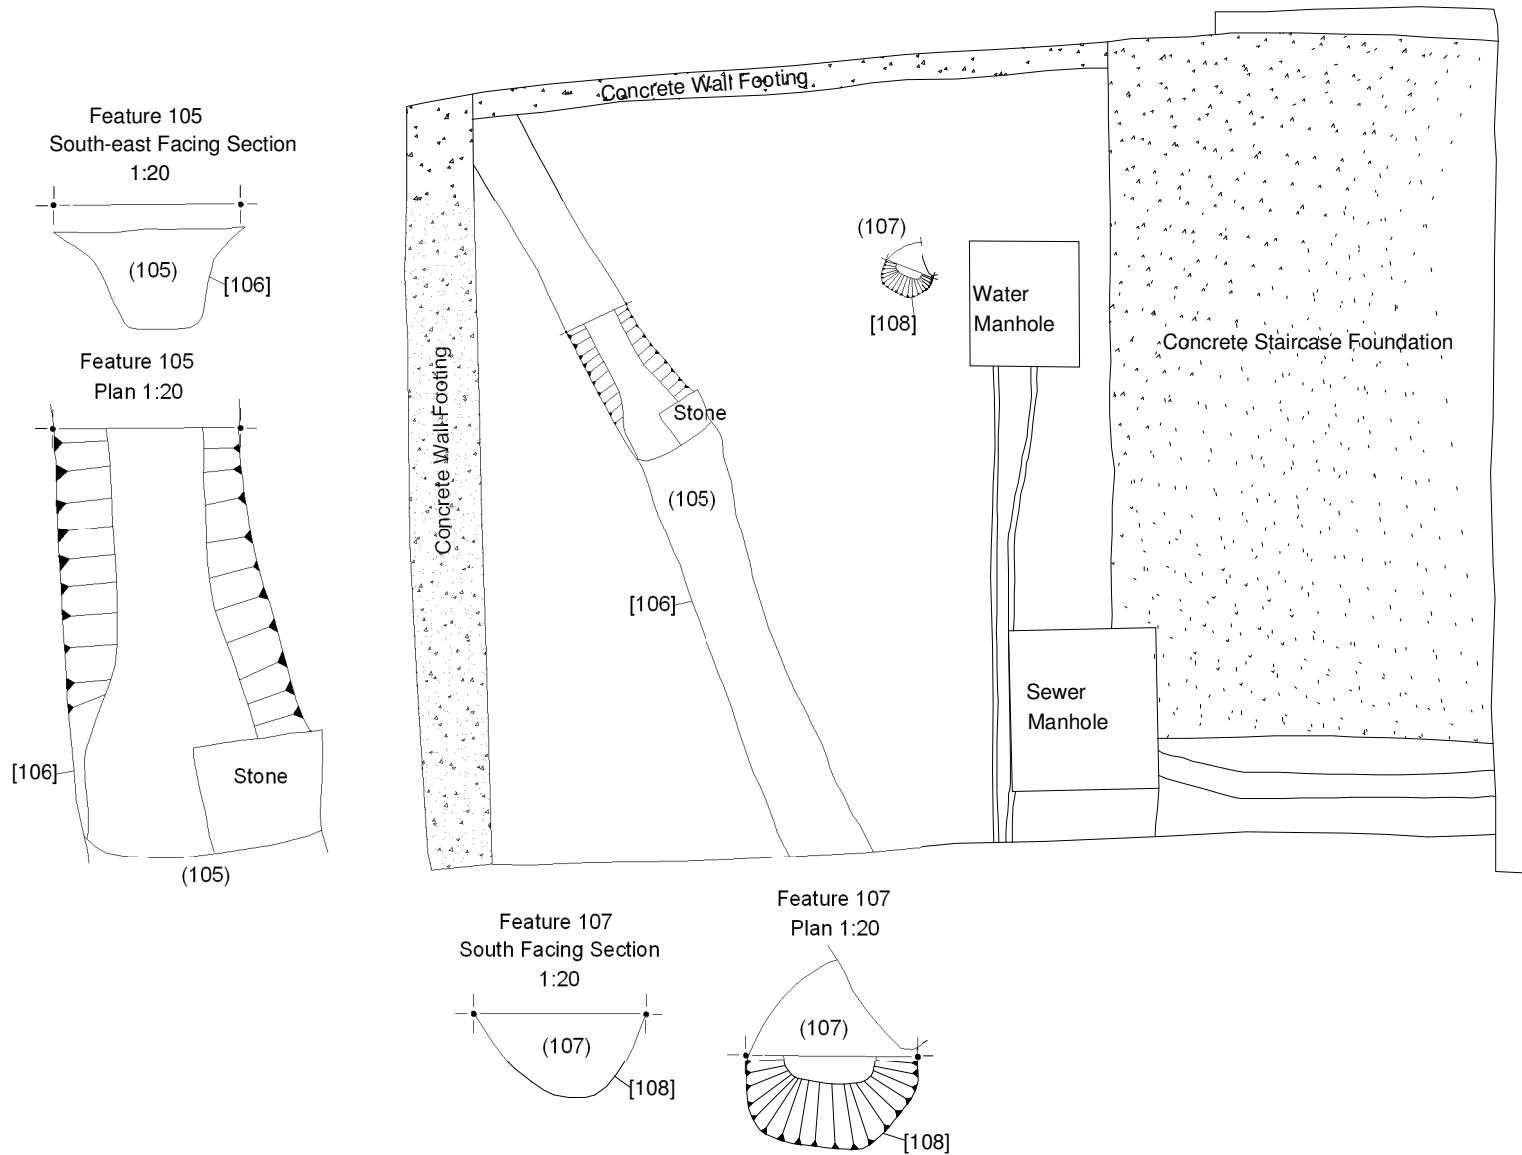 Feature 105
South-east Facing Section
1:20
(105)
[106]
Feature 105
Plan 1:20
[106]
Stone
(105)
Concrete Wall Footing
Concrete Wall Footing
Stone
(105)
[106]
(107)
[108]
Water
Manhole
Concrete Staircase Foundation
Sewer
Manhole
Feature 107
South Facing Section
1:20
(107)
[108]
Feature 107
Plan 1:20
(107)
[108]